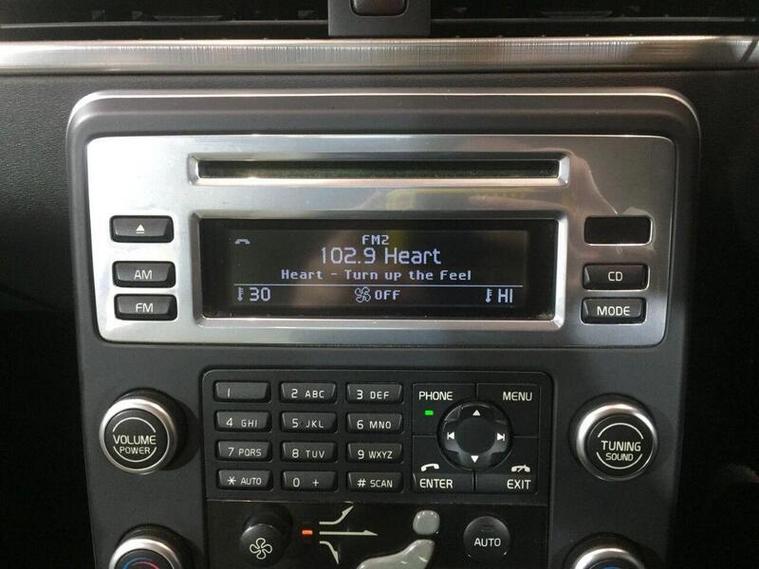 FM2
102.9 Heart
Heart - Turn up the Feel
30 OFF HI
AM
FM
CD
MODE
1 2 ABC 3 DEF
4 GHI 5 JKL 6 MNO
7 PQRS 8 TUV 9 WXYZ
* AUTO 0 + # SCAN
PHONE MENU
ENTER EXIT
VOLUME
POWER
TUNING
SOUND
AUTO